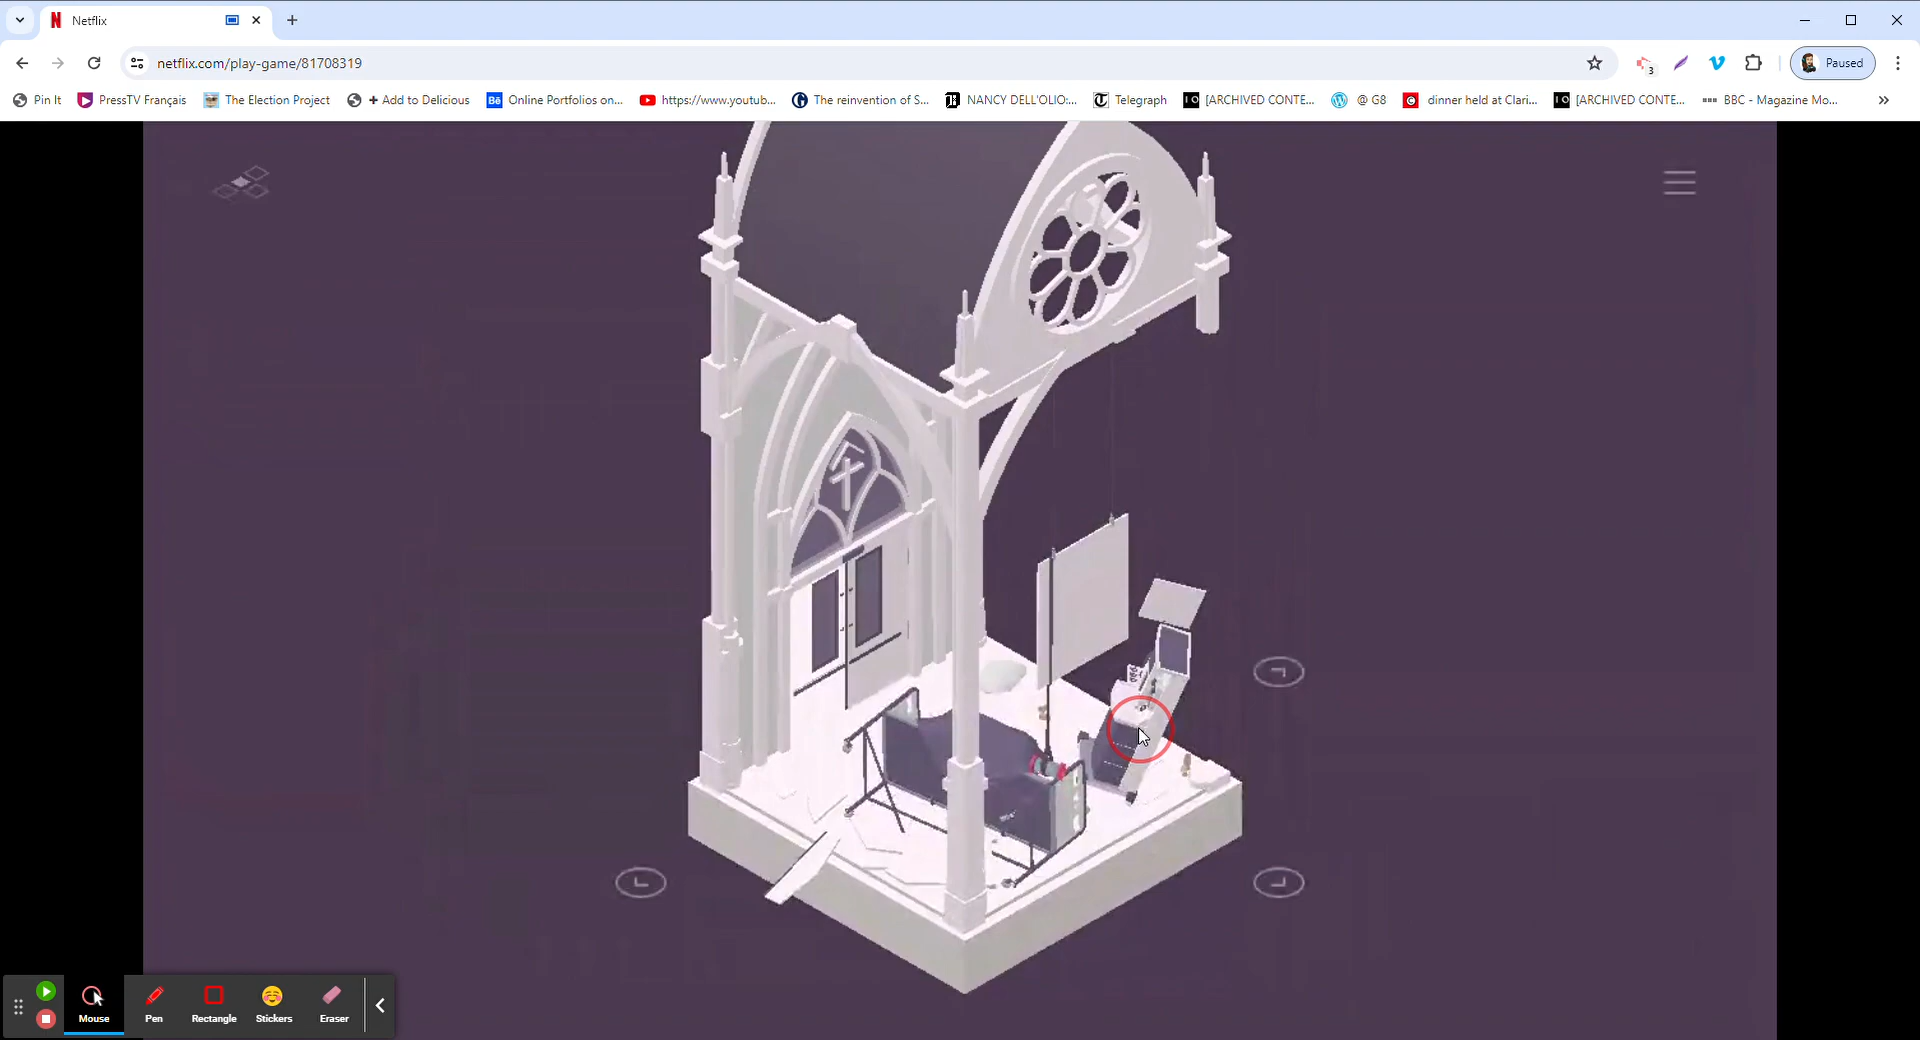 Netflix
netflix.com/play-game/81708319
3
Paused
Pin It
PressTV Français
The Election Project
+ Add to Delicious
Bē
Online Portfolios on...
https://www.youtub...
The reinvention of S...
NANCY DELL'OLIO:...
Telegraph
[ARCHIVED CONTE...
@ G8
dinner held at Clari...
[ARCHIVED CONTE...
BBC - Magazine Mo...
Mouse
Pen
Rectangle
Stickers
Eraser